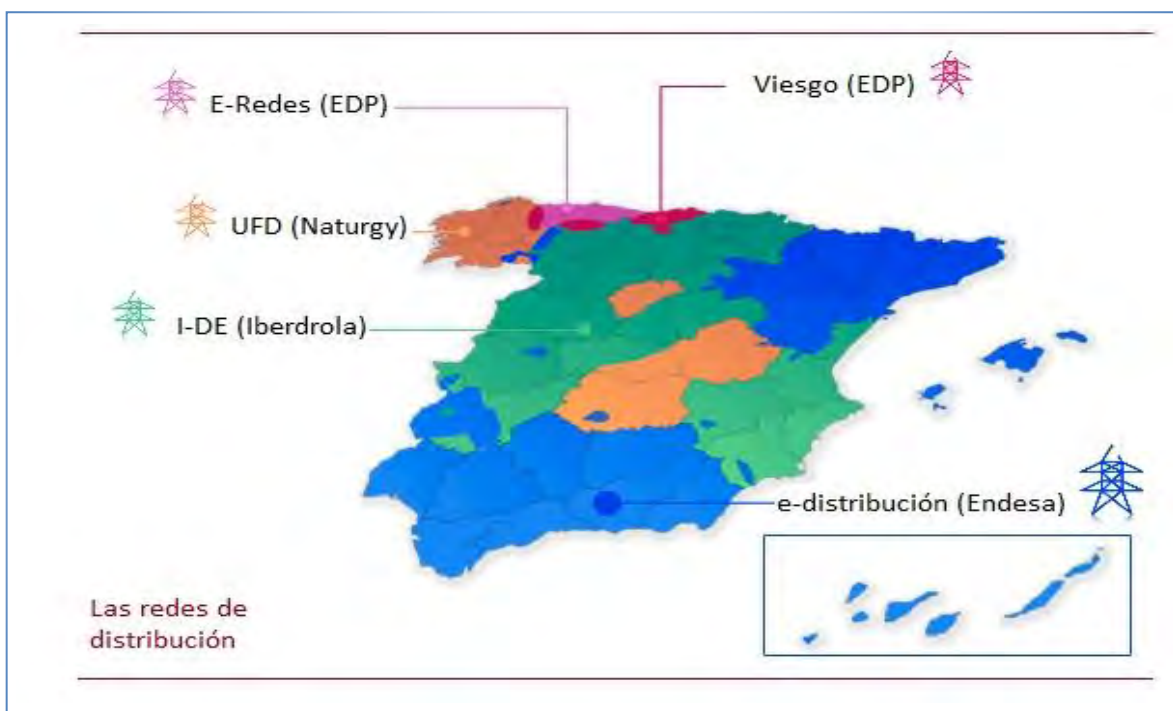 Viesgo (EDP)
E-Redes (EDP)
UFD (Naturgy)
I-DE (Iberdrola)
e-distribución (Endesa)
Las redes de
distribución